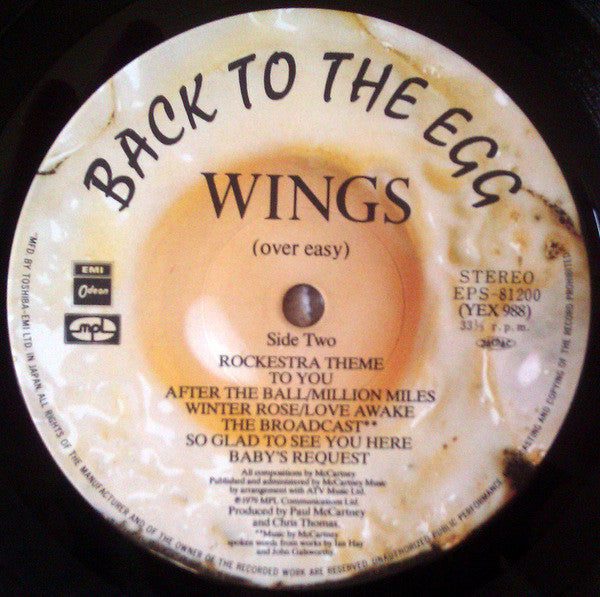 BACK TO THE EGG
WINGS
(over easy)
EMI
Odeon
mpl
STEREO
EPS-81200
(YEX 988)
33⅓ r.p.m.
Side Two
ROCKESTRA THEME
TO YOU
AFTER THE BALL/MILLION MILES
WINTER ROSE/LOVE AWAKE
THE BROADCAST**
SO GLAD TO SEE YOU HERE
BABY'S REQUEST
All compositions by McCartney
Published and administered by McCartney Music
by arrangement with ATV Music Ltd.
℗1979 MPL Communications Ltd.
Produced by Paul McCartney
and Chris Thomas.
**Music by McCartney
spoken words from works by Ian Hay
and John Galsworthy.
"MFD. BY TOSHIBA-EMI LTD. IN JAPAN. ALL RIGHTS OF THE MANUFACTURER AND OF THE OWNER OF THE RECORDED WORK ARE RESERVED. UNAUTHORIZED PUBLIC PERFORMANCE ASTING AND COPYING OF THE RECORD PROHIBITED